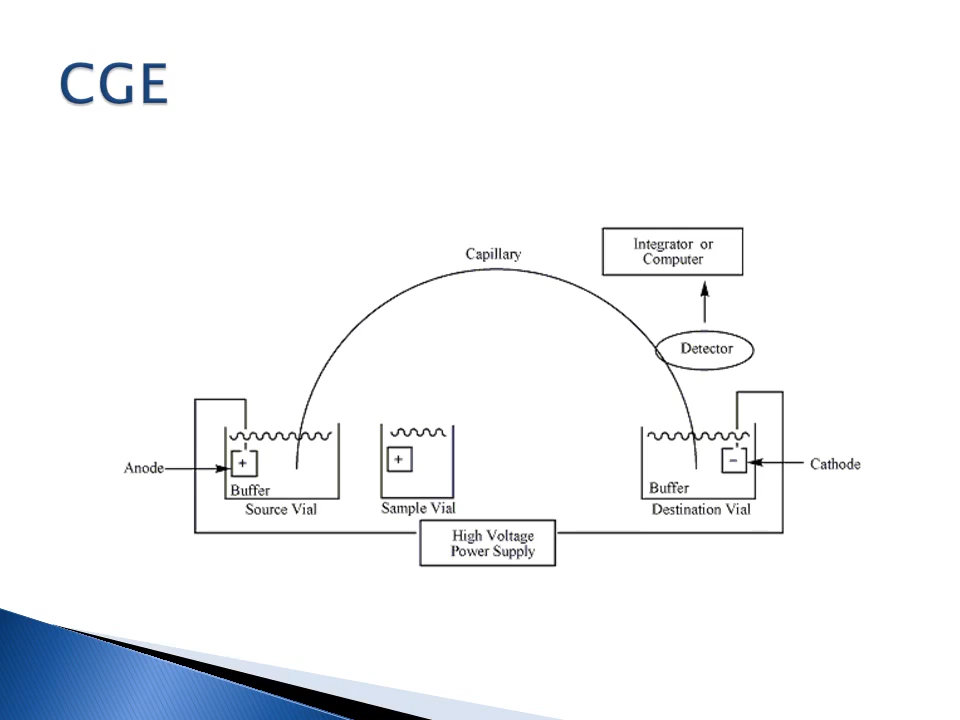 CGE
Capillary
Integrator or
Computer
Detector
Anode
+
Buffer
Source Vial
+
Sample Vial
−
Buffer
Destination Vial
Cathode
High Voltage
Power Supply